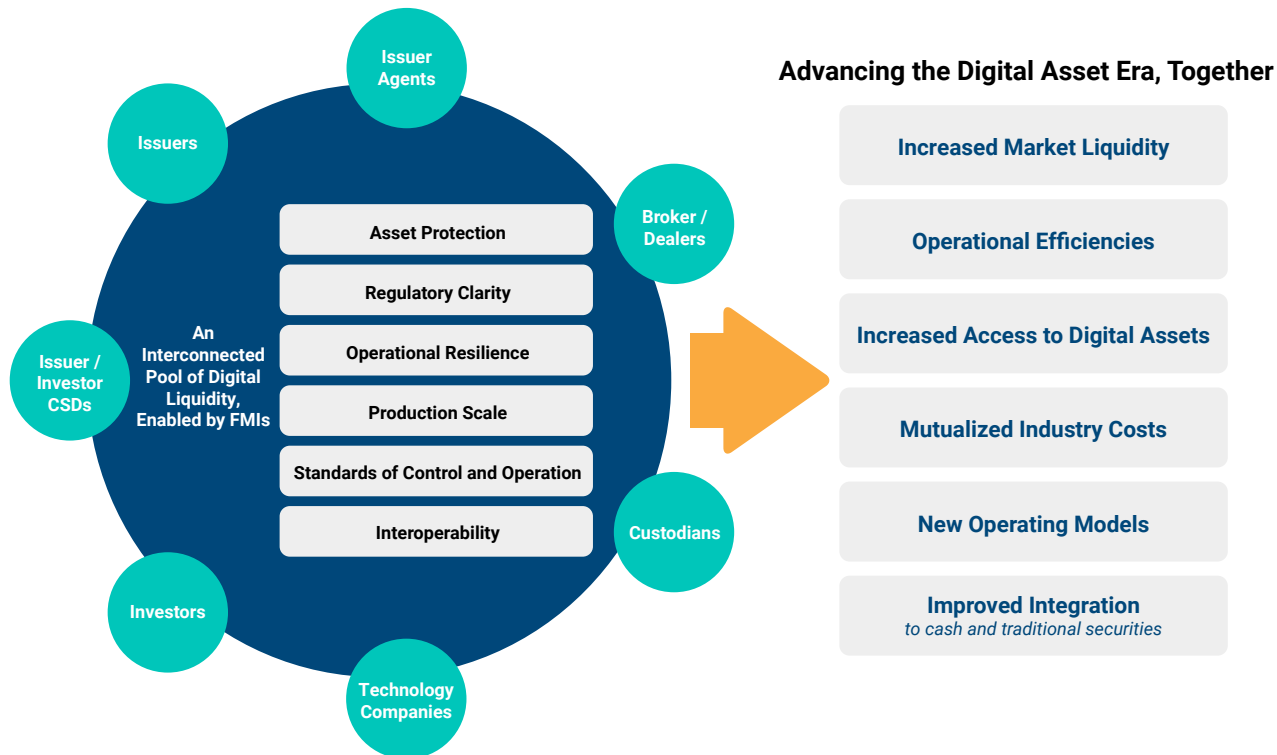 Issuer
Agents
Issuers
Broker /
Dealers
Issuer /
Investor
CSDs
An
Interconnected
Pool of Digital
Liquidity,
Enabled by FMIs
Asset Protection
Regulatory Clarity
Operational Resilience
Production Scale
Standards of Control and Operation
Interoperability
Custodians
Investors
Technology
Companies
Advancing the Digital Asset Era, Together
Increased Market Liquidity
Operational Efficiencies
Increased Access to Digital Assets
Mutualized Industry Costs
New Operating Models
Improved Integration
to cash and traditional securities